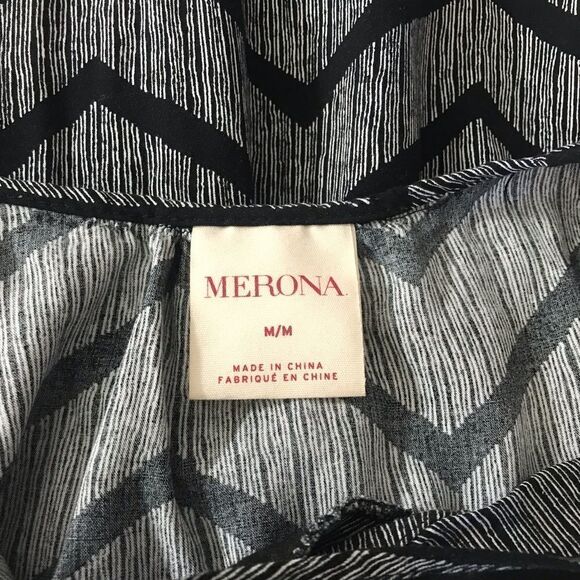 MERONA
M/M
MADE IN CHINA
FABRIQUÉ EN CHINE